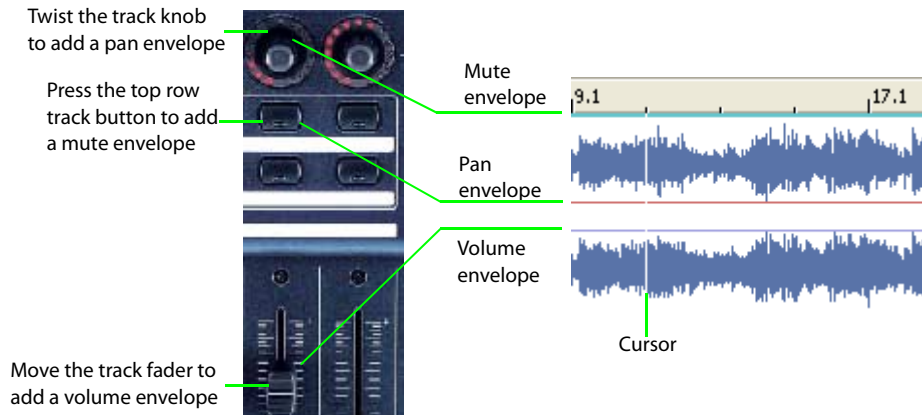 Twist the track knob
to add a pan envelope
Press the top row
track button to add
a mute envelope
Move the track fader to
add a volume envelope
Mute
envelope
Pan
envelope
Volume
envelope
9.1
17.1
Cursor